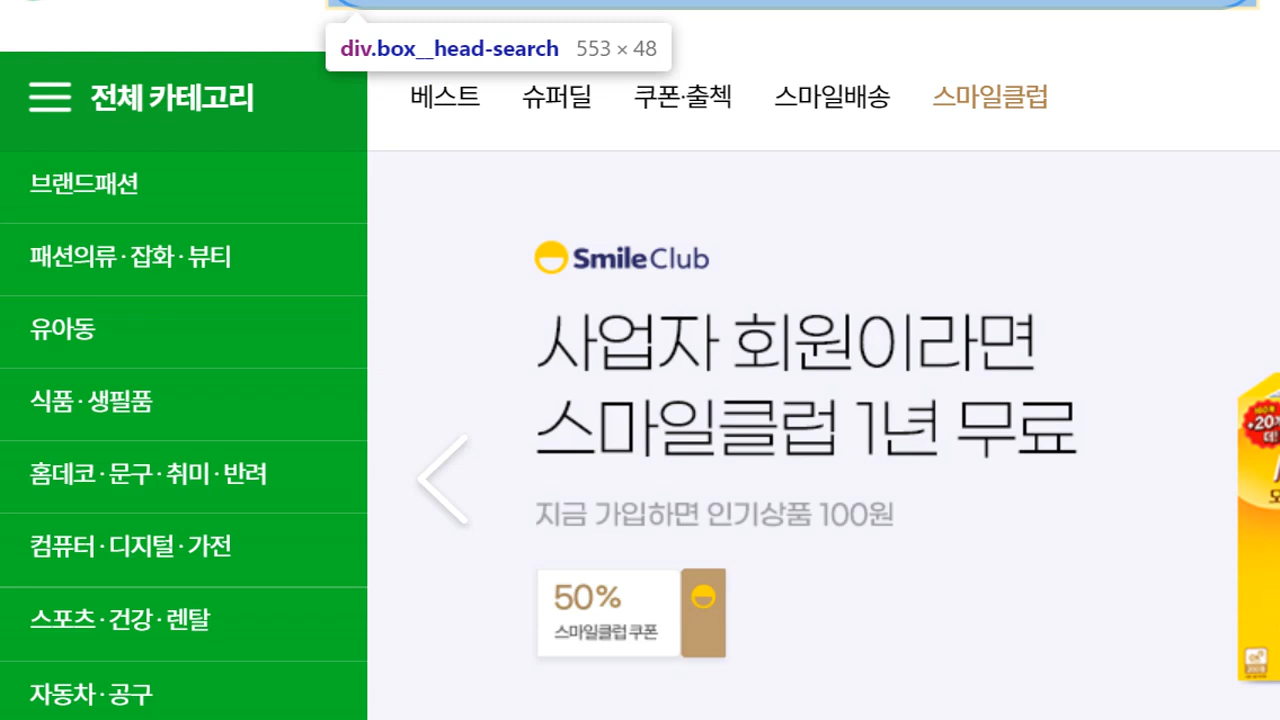 div.box__head-search 553 × 48
전체 카테고리
베스트 슈퍼딜 쿠폰·출첵 스마일배송 스마일클럽
브랜드패션
패션의류·잡화·뷰티
유아동
식품·생필품
홈데코·문구·취미·반려
컴퓨터·디지털·가전
스포츠·건강·렌탈
자동차·공구
Smile Club
사업자 회원이라면
스마일클럽 1년 무료
지금 가입하면 인기상품 100원
50%
스마일클럽 쿠폰